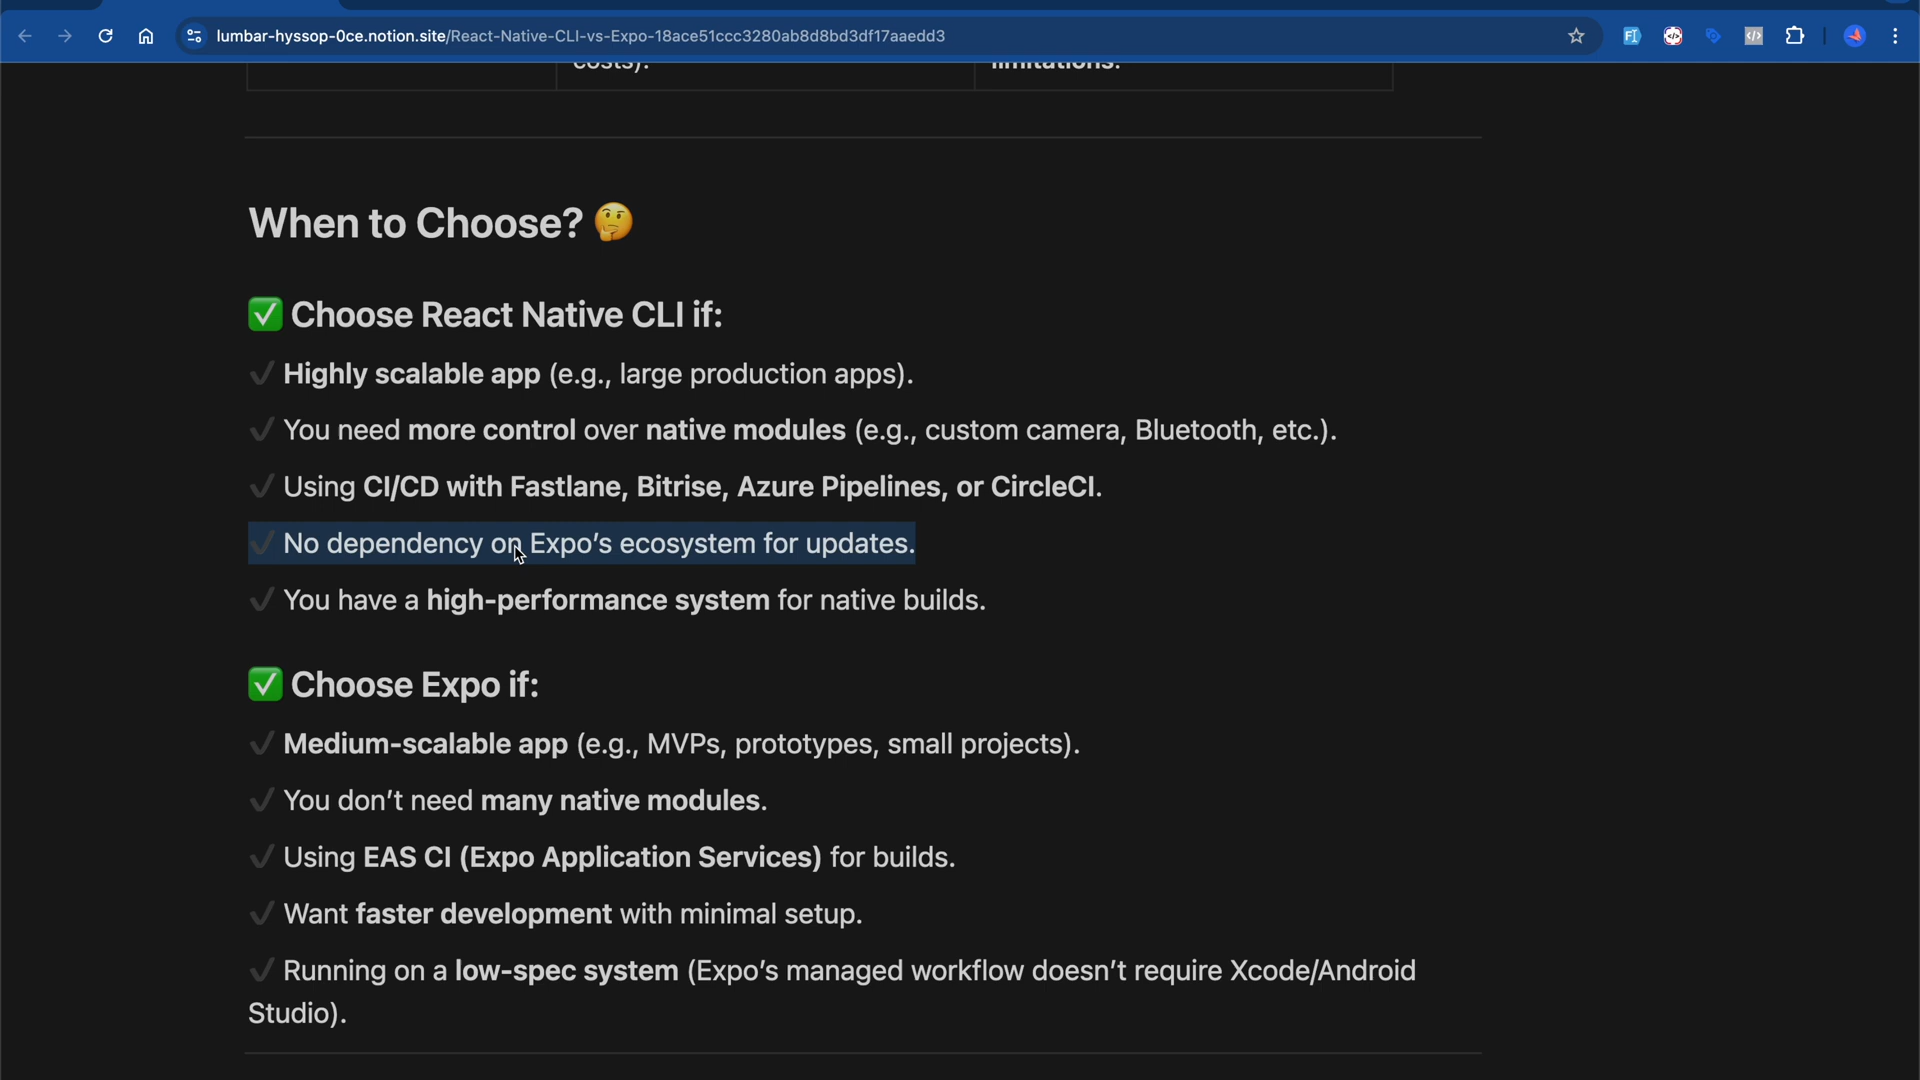 lumbar-hyssop-0ce.notion.site/React-Native-CLI-vs-Expo-18ace51ccc3280ab8d8bd3df17aaedd3
costs). limitations.
When to Choose? 🤔
✅ Choose React Native CLI if:
✔ Highly scalable app (e.g., large production apps).
✔ You need more control over native modules (e.g., custom camera, Bluetooth, etc.).
✔ Using CI/CD with Fastlane, Bitrise, Azure Pipelines, or CircleCI.
✔ No dependency on Expo’s ecosystem for updates.
✔ You have a high-performance system for native builds.
✅ Choose Expo if:
✔ Medium-scalable app (e.g., MVPs, prototypes, small projects).
✔ You don’t need many native modules.
✔ Using EAS CI (Expo Application Services) for builds.
✔ Want faster development with minimal setup.
✔ Running on a low-spec system (Expo’s managed workflow doesn’t require Xcode/Android
Studio).